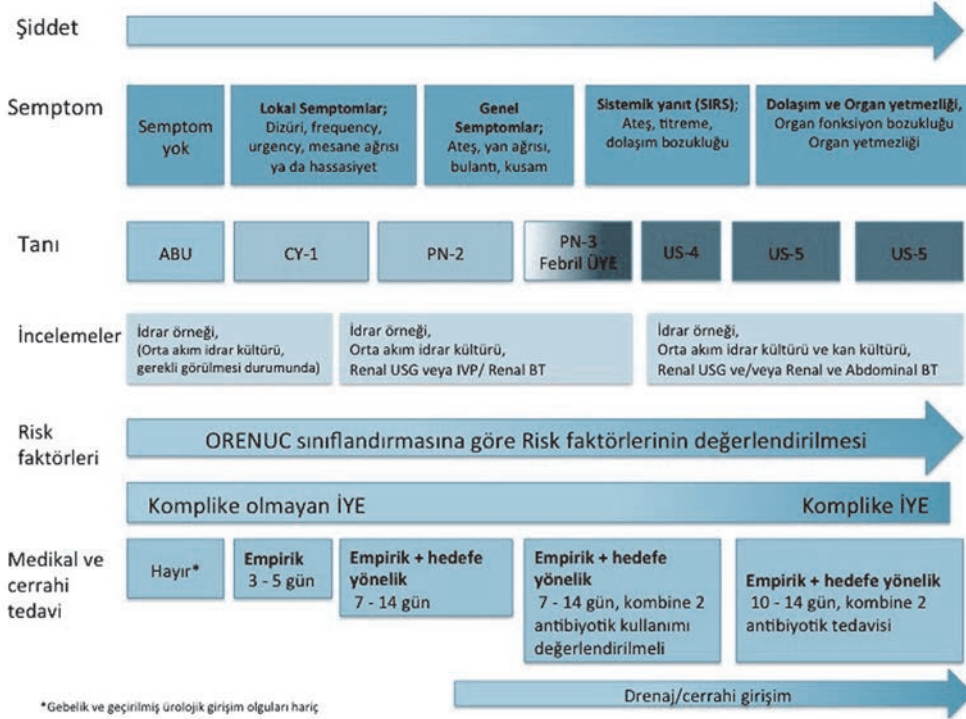 Şiddet
Semptom
Semptom
yok
Lokal Semptomlar;
Dizüri, frequency,
urgency, mesane ağrısı
ya da hassasiyet
Genel
Semptomlar;
Ateş, yan ağrısı,
bulantı, kusam
Sistemik yanıt (SIRS);
Ateş, titreme,
dolaşım bozukluğu
Dolaşım ve Organ yetmezliği,
Organ fonksiyon bozukluğu
Organ yetmezliği
Tanı
ABU
CY-1
PN-2
PN-3
Febril ÜYE
US-4
US-5
US-5
İncelemeler
İdrar örneği,
(Orta akım idrar kültürü,
gerekli görülmesi durumunda)
İdrar örneği,
Orta akım idrar kültürü,
Renal USG veya IVP/ Renal BT
İdrar örneği,
Orta akım idrar kültürü ve kan kültürü,
Renal USG ve/veya Renal ve Abdominal BT
Risk
faktörleri
ORENUC sınıflandırmasına göre Risk faktörlerinin değerlendirilmesi
Komplike olmayan İYE
Komplike İYE
Medikal ve
cerrahi
tedavi
Hayır*
Empirik
3 - 5 gün
Empirik + hedefe
yönelik
7 - 14 gün
Empirik + hedefe
yönelik
7 - 14 gün, kombine 2
antibiyotik kullanımı
değerlendirilmeli
Empirik + hedefe yönelik
10 - 14 gün, kombine 2
antibiyotik tedavisi
Drenaj/cerrahi girişim
*Gebelik ve geçirilmiş ürolojik girişim olguları hariç